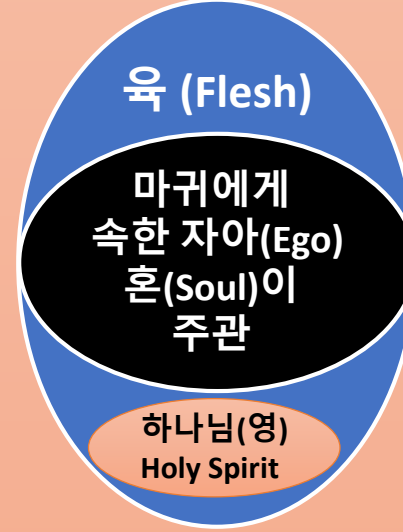 육 (Flesh)
마귀에게
속한 자아(Ego)
혼(Soul)이
주관
하나님(영)
Holy Spirit